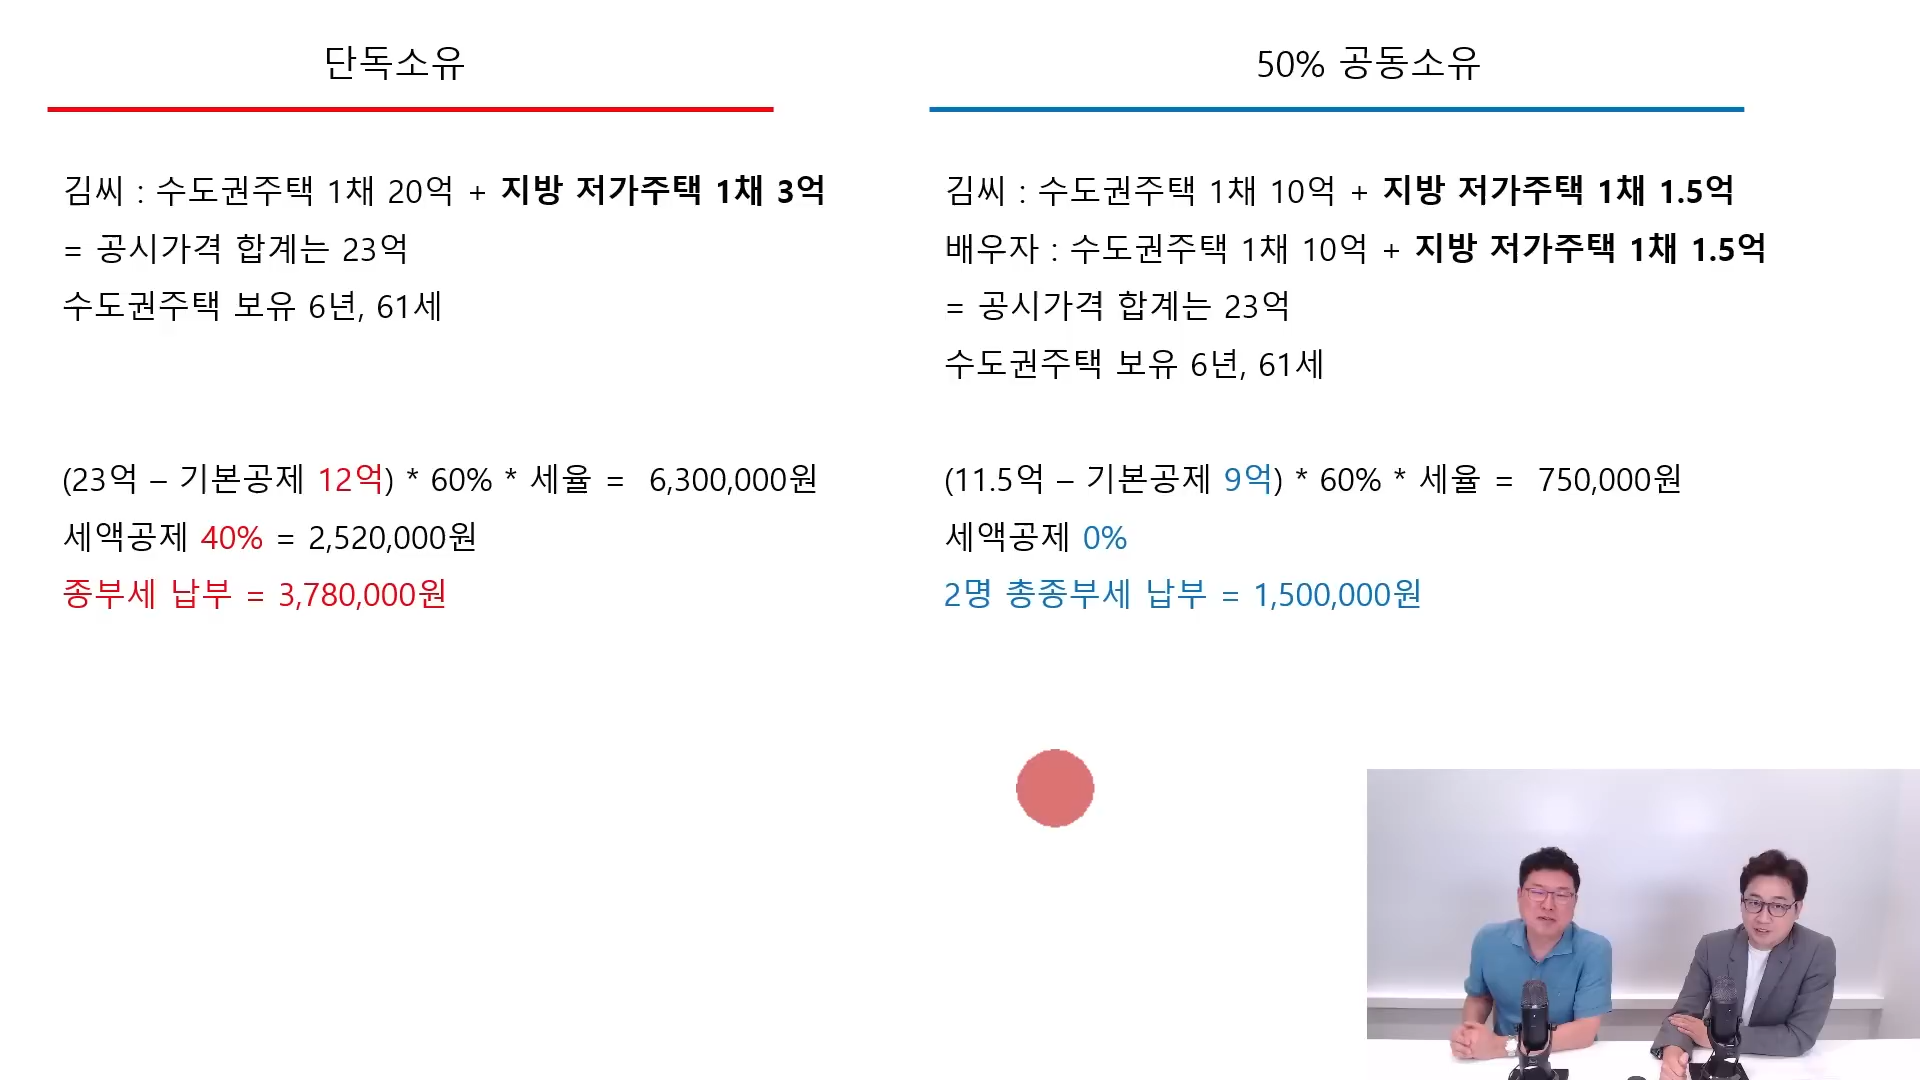 단독소유
김씨 : 수도권주택 1채 20억 + 지방 저가주택 1채 3억
= 공시가격 합계는 23억
수도권주택 보유 6년, 61세
(23억 – 기본공제 12억) * 60% * 세율 = 6,300,000원
세액공제 40% = 2,520,000원
종부세 납부 = 3,780,000원
50% 공동소유
김씨 : 수도권주택 1채 10억 + 지방 저가주택 1채 1.5억
배우자 : 수도권주택 1채 10억 + 지방 저가주택 1채 1.5억
= 공시가격 합계는 23억
수도권주택 보유 6년, 61세
(11.5억 – 기본공제 9억) * 60% * 세율 = 750,000원
세액공제 0%
2명 총종부세 납부 = 1,500,000원